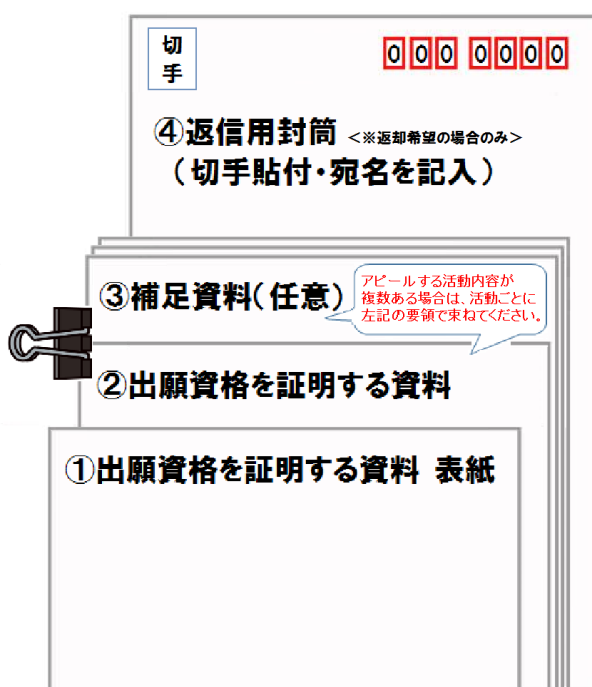 切
手
000 0000
④返信用封筒 <※返却希望の場合のみ>
（切手貼付・宛名を記入）
③補足資料（任意）
アピールする活動内容が
複数ある場合は、活動ごとに
左記の要領で束ねてください。
②出願資格を証明する資料
①出願資格を証明する資料 表紙